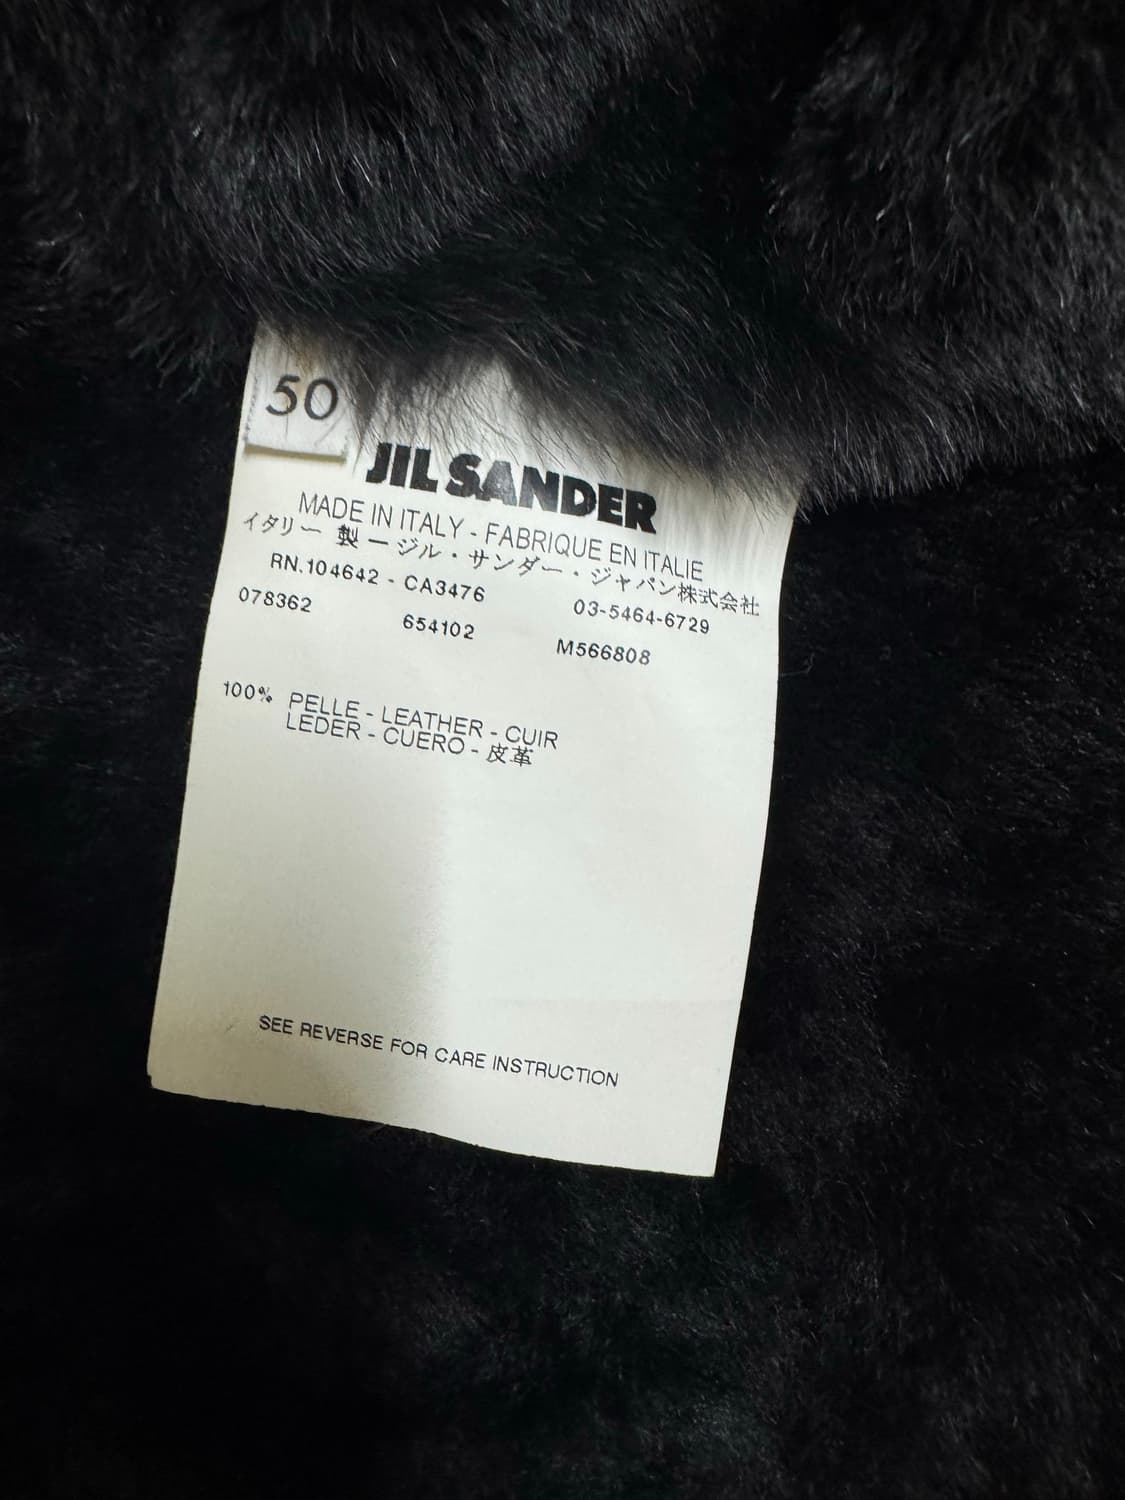 50
JIL SANDER
MADE IN ITALY - FABRIQUE EN ITALIE
イタリー 製 ー ジル・サンダー・ジャパン株式会社
RN.104642 - CA3476 03-5464-6729
078362 654102 M566808
100% PELLE - LEATHER - CUIR
LEDER - CUERO - 皮革
SEE REVERSE FOR CARE INSTRUCTION